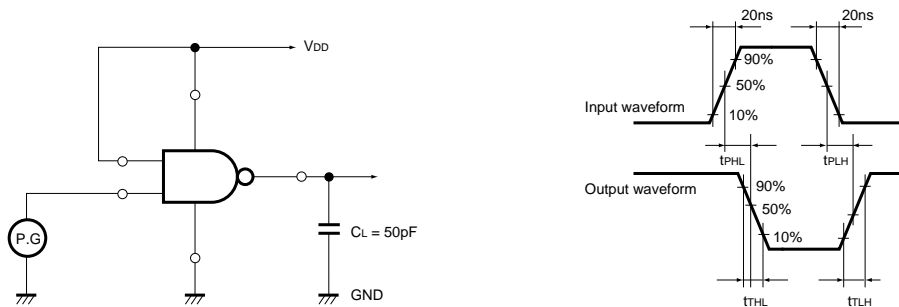 VDD
P.G
CL = 50pF
GND
20ns
20ns
90%
50%
10%
Input waveform
tPHL
tPLH
Output waveform
90%
50%
10%
tTHL
tTLH